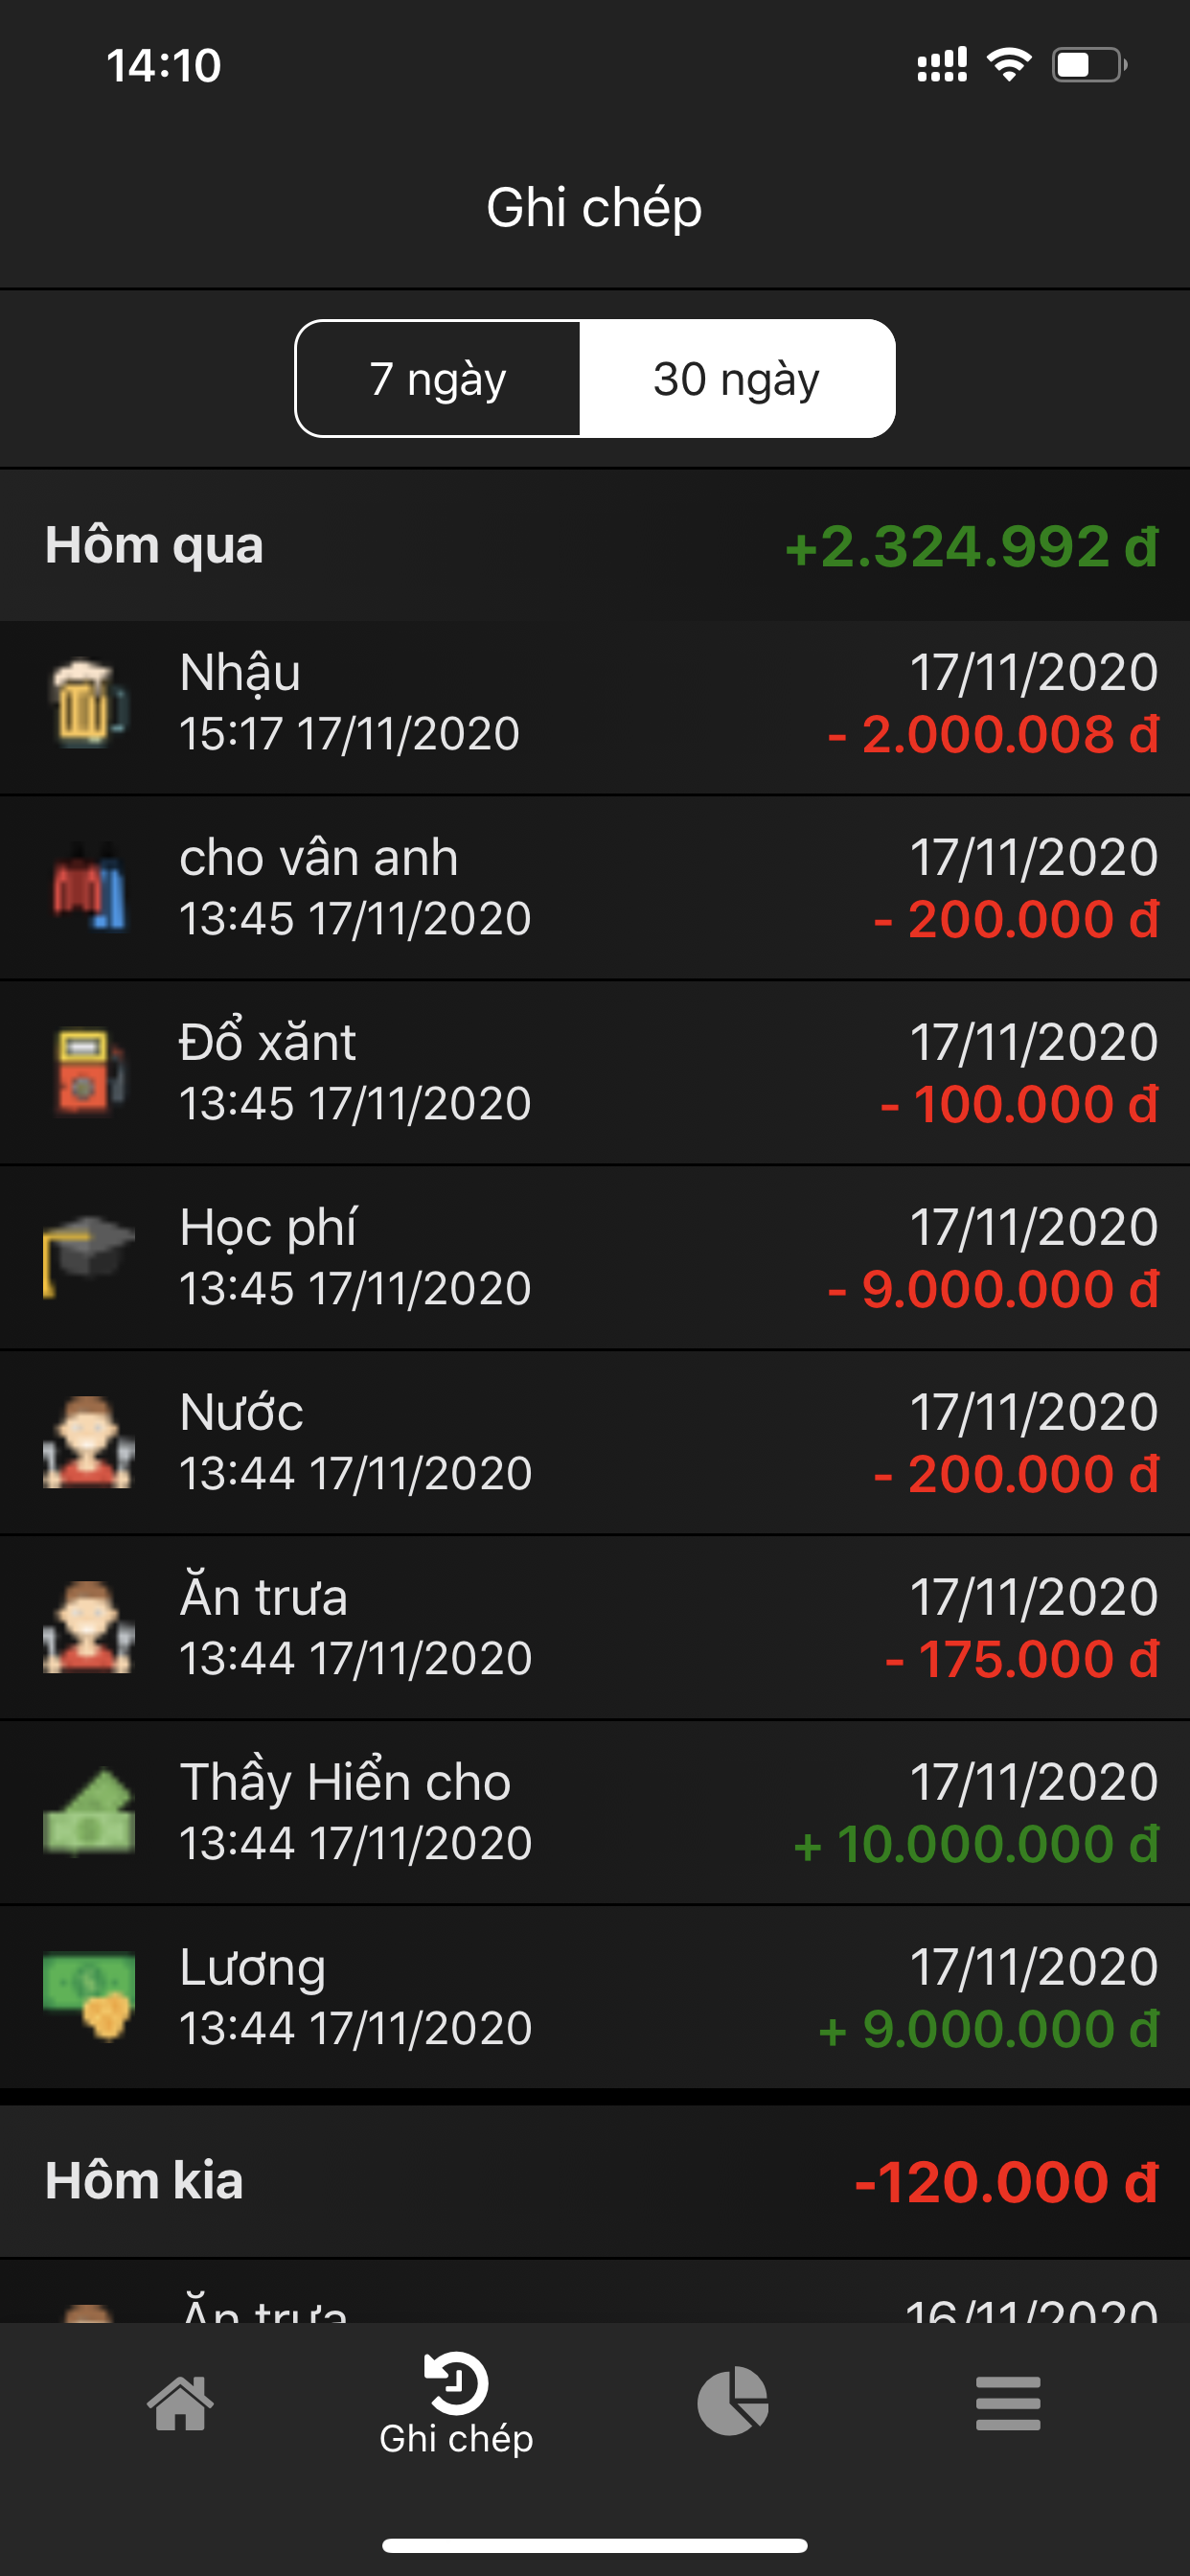 14:10
Ghi chép
7 ngày 30 ngày
Hôm qua +2.324.992 đ
Nhậu 17/11/2020
15:17 17/11/2020 - 2.000.008 đ
cho vân anh 17/11/2020
13:45 17/11/2020 - 200.000 đ
Đổ xănt 17/11/2020
13:45 17/11/2020 - 100.000 đ
Học phí 17/11/2020
13:45 17/11/2020 - 9.000.000 đ
Nước 17/11/2020
13:44 17/11/2020 - 200.000 đ
Ăn trưa 17/11/2020
13:44 17/11/2020 - 175.000 đ
Thầy Hiển cho 17/11/2020
13:44 17/11/2020 + 10.000.000 đ
Lương 17/11/2020
13:44 17/11/2020 + 9.000.000 đ
Hôm kia -120.000 đ
Ăn trưa 16/11/2020
Ghi chép